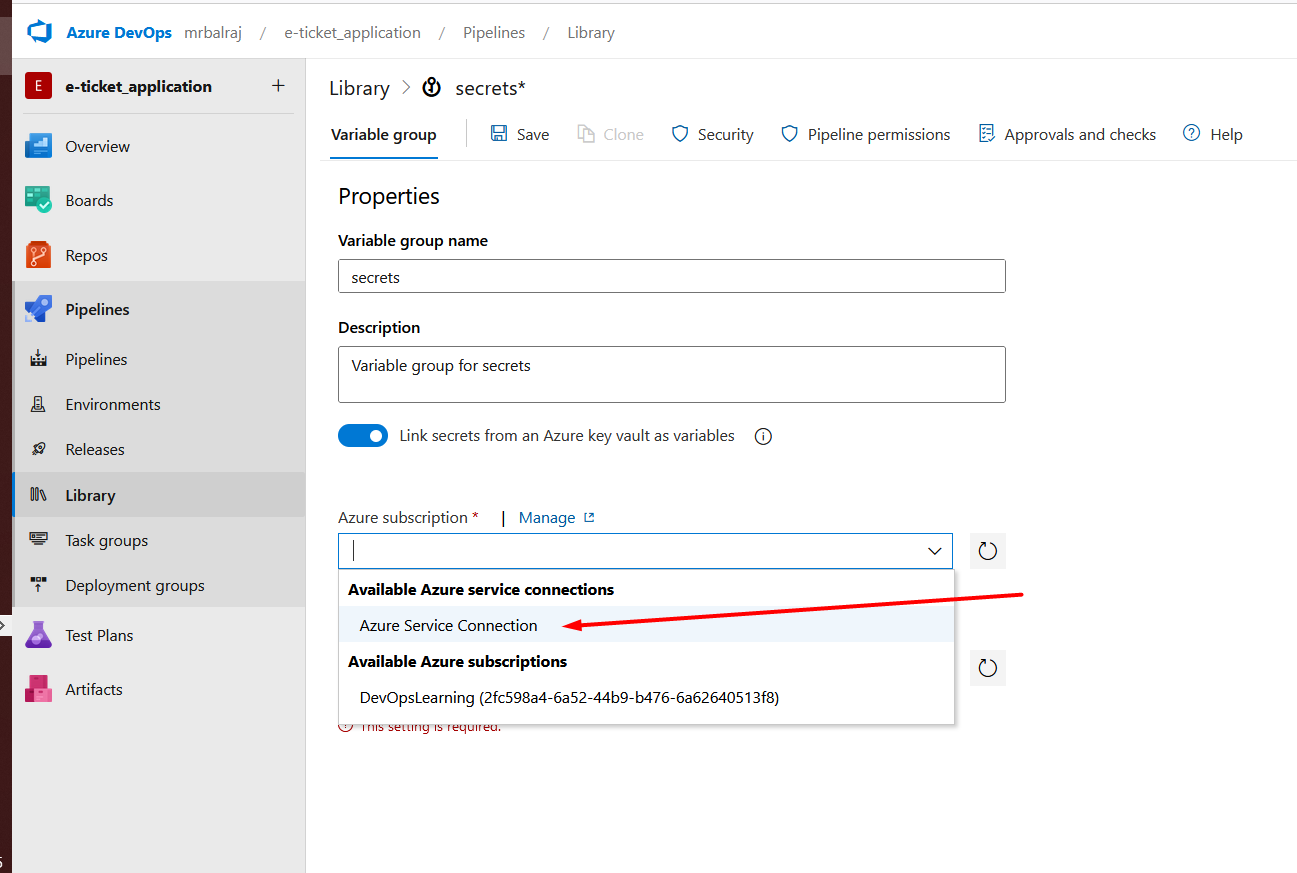 Azure DevOps mrbalraj / e-ticket_application / Pipelines / Library
E e-ticket_application +
Overview
Boards
Repos
Pipelines
Pipelines
Environments
Releases
Library
Task groups
Deployment groups
Test Plans
Artifacts
Library > secrets*
Variable group | Save Clone Security Pipeline permissions Approvals and checks ? Help
Properties
Variable group name
secrets
Description
Variable group for secrets
Link secrets from an Azure key vault as variables
Azure subscription * | Manage
Available Azure service connections
Azure Service Connection
Available Azure subscriptions
DevOpsLearning (2fc598a4-6a52-44b9-b476-6a62640513f8)
This setting is required.